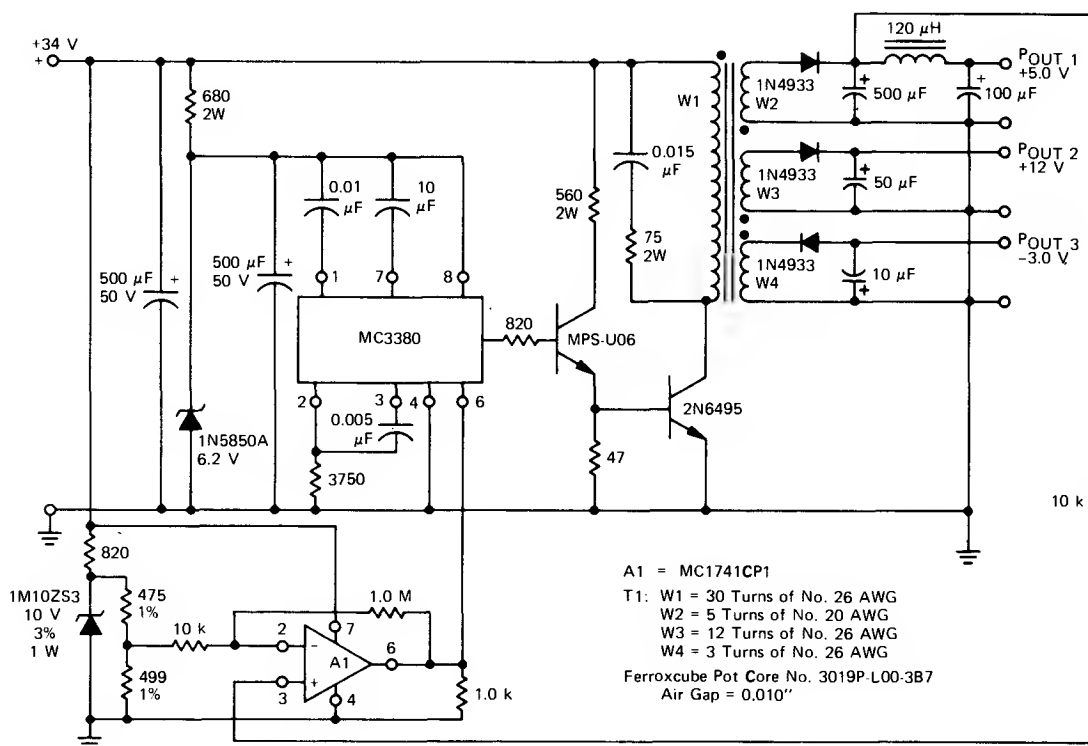 +34 V
+
680
2W
0.01
µF
10
µF
500 µF
50 V
+
500 µF
50 V
+
1
7
8
MC3380
2
3
4
6
0.005
µF
3750
1N5850A
6.2 V
820
MPS-U06
560
2W
0.015
µF
75
2W
47
2N6495
W1
1N4933
W2
1N4933
W3
1N4933
W4
120 µH
+
500 µF
+
100
µF
+
50 µF
10 µF
+
POUT 1
+5.0 V
POUT 2
+12 V
POUT 3
−3.0 V
10 k
820
1M10ZS3
10 V
3%
1 W
475
1%
499
1%
10 k
1.0 M
2
−
7
A1
6
+
3
4
1.0 k
A1 = MC1741CP1
T1: W1 = 30 Turns of No. 26 AWG
W2 = 5 Turns of No. 20 AWG
W3 = 12 Turns of No. 26 AWG
W4 = 3 Turns of No. 26 AWG
Ferroxcube Pot Core No. 3019P-L00-3B7
Air Gap = 0.010"